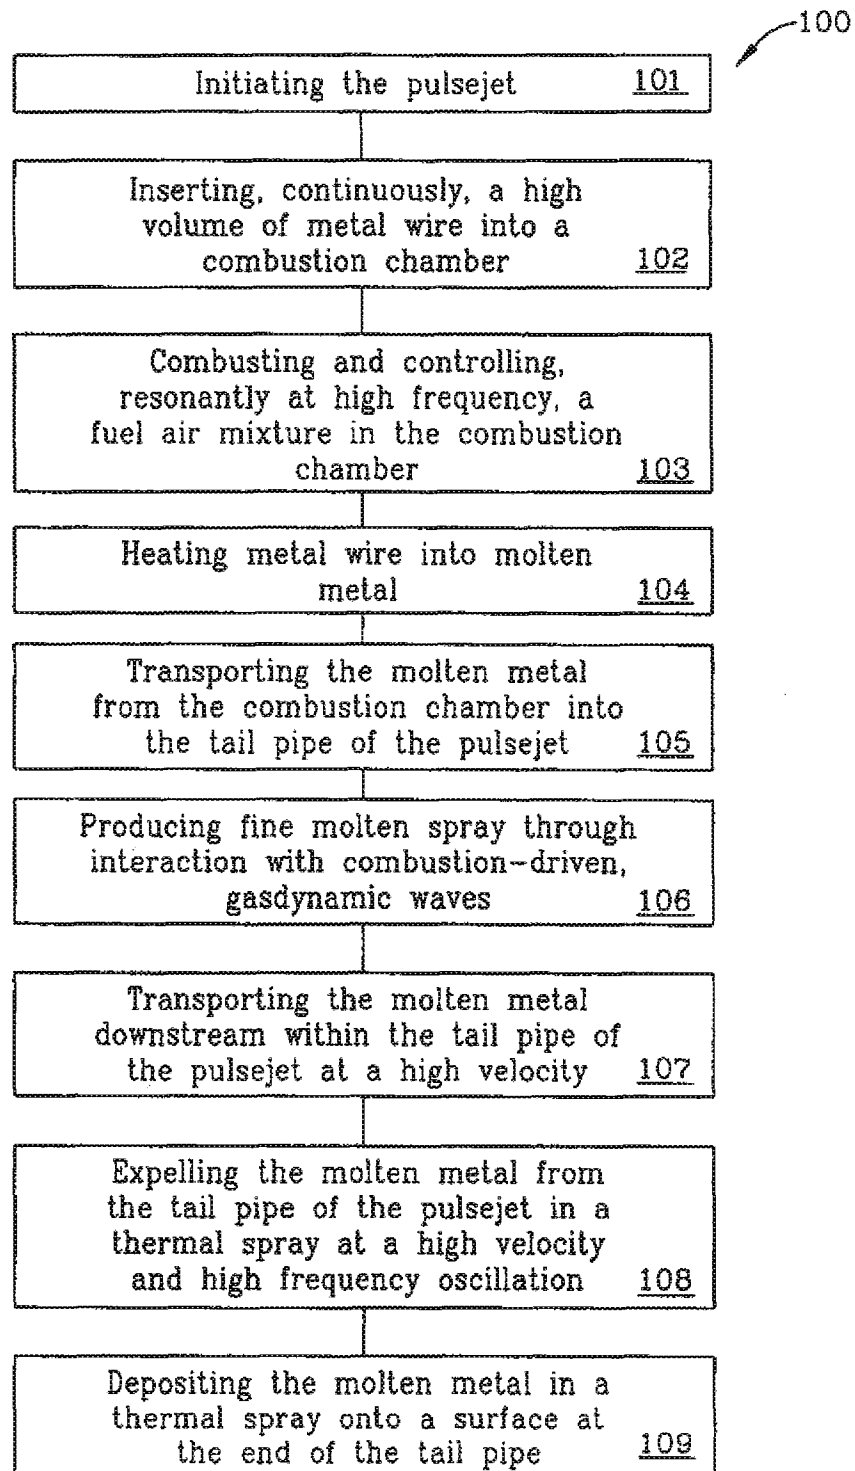 100
Initiating the pulsejet 101
Inserting, continuously, a high
volume of metal wire into a
combustion chamber 102
Combusting and controlling,
resonantly at high frequency, a
fuel air mixture in the combustion
chamber 103
Heating metal wire into molten
metal 104
Transporting the molten metal
from the combustion chamber into
the tail pipe of the pulsejet 105
Producing fine molten spray through
interaction with combustion-driven,
gasdynamic waves 106
Transporting the molten metal
downstream within the tail pipe of
the pulsejet at a high velocity 107
Expelling the molten metal from
the tail pipe of the pulsejet in a
thermal spray at a high velocity
and high frequency oscillation 108
Depositing the molten metal in a
thermal spray onto a surface at
the end of the tail pipe 109